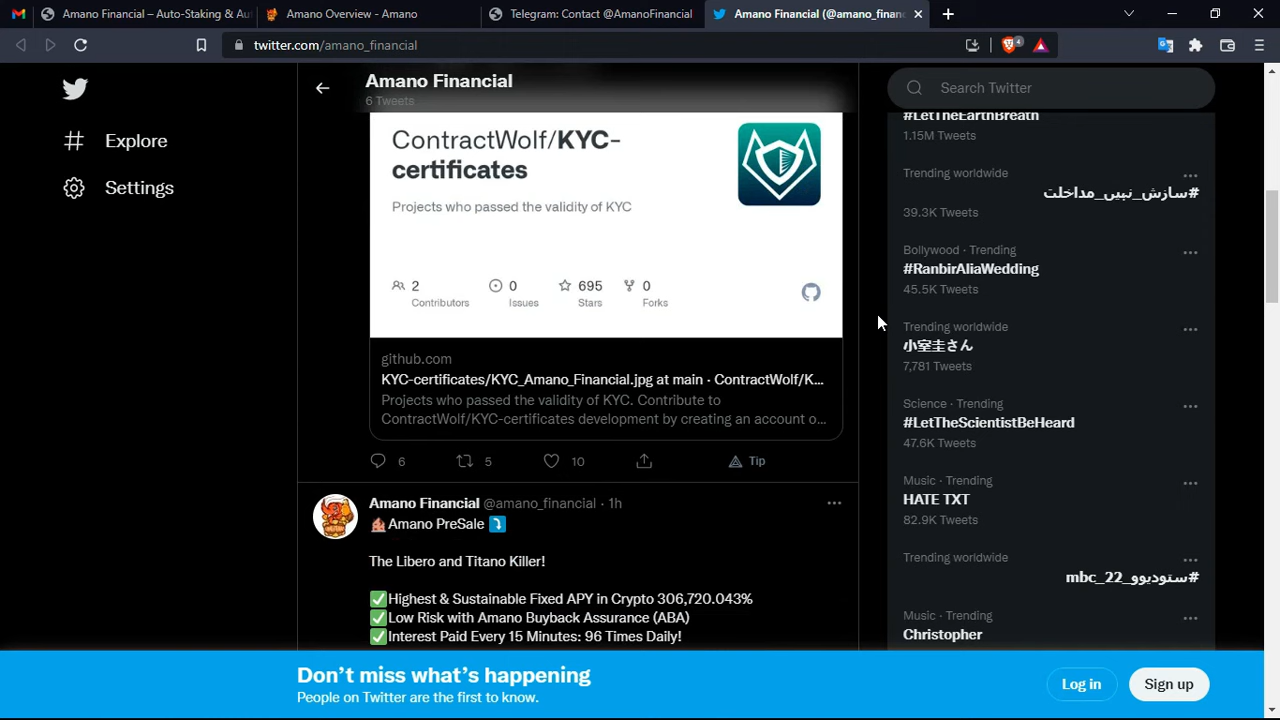 Amano Financial – Auto-Staking & Au
Amano Overview - Amano
Telegram: Contact @AmanoFinancial
Amano Financial (@amano_finan
twitter.com/amano_financial
4
Explore
Settings
Amano Financial
6 Tweets
ContractWolf/KYC-
certificates
Projects who passed the validity of KYC
2
Contributors
0
Issues
695
Stars
0
Forks
github.com
KYC-certificates/KYC_Amano_Financial.jpg at main · ContractWolf/K...
Projects who passed the validity of KYC. Contribute to
ContractWolf/KYC-certificates development by creating an account o...
6
5
10
Tip
Amano Financial @amano_financial · 1h
Amano PreSale
The Libero and Titano Killer!
Highest & Sustainable Fixed APY in Crypto 306,720.043%
Low Risk with Amano Buyback Assurance (ABA)
Interest Paid Every 15 Minutes: 96 Times Daily!
Search Twitter
#LetTheEarthBreath
1.15M Tweets
Trending worldwide
#سازش_نہیں_مداخلت
39.3K Tweets
Bollywood · Trending
#RanbirAliaWedding
45.5K Tweets
Trending worldwide
小室圭さん
7,781 Tweets
Science · Trending
#LetTheScientistBeHeard
47.6K Tweets
Music · Trending
HATE TXT
82.9K Tweets
Trending worldwide
#ستوديوو_22_mbc
Music · Trending
Christopher
Don't miss what's happening
People on Twitter are the first to know.
Log in
Sign up